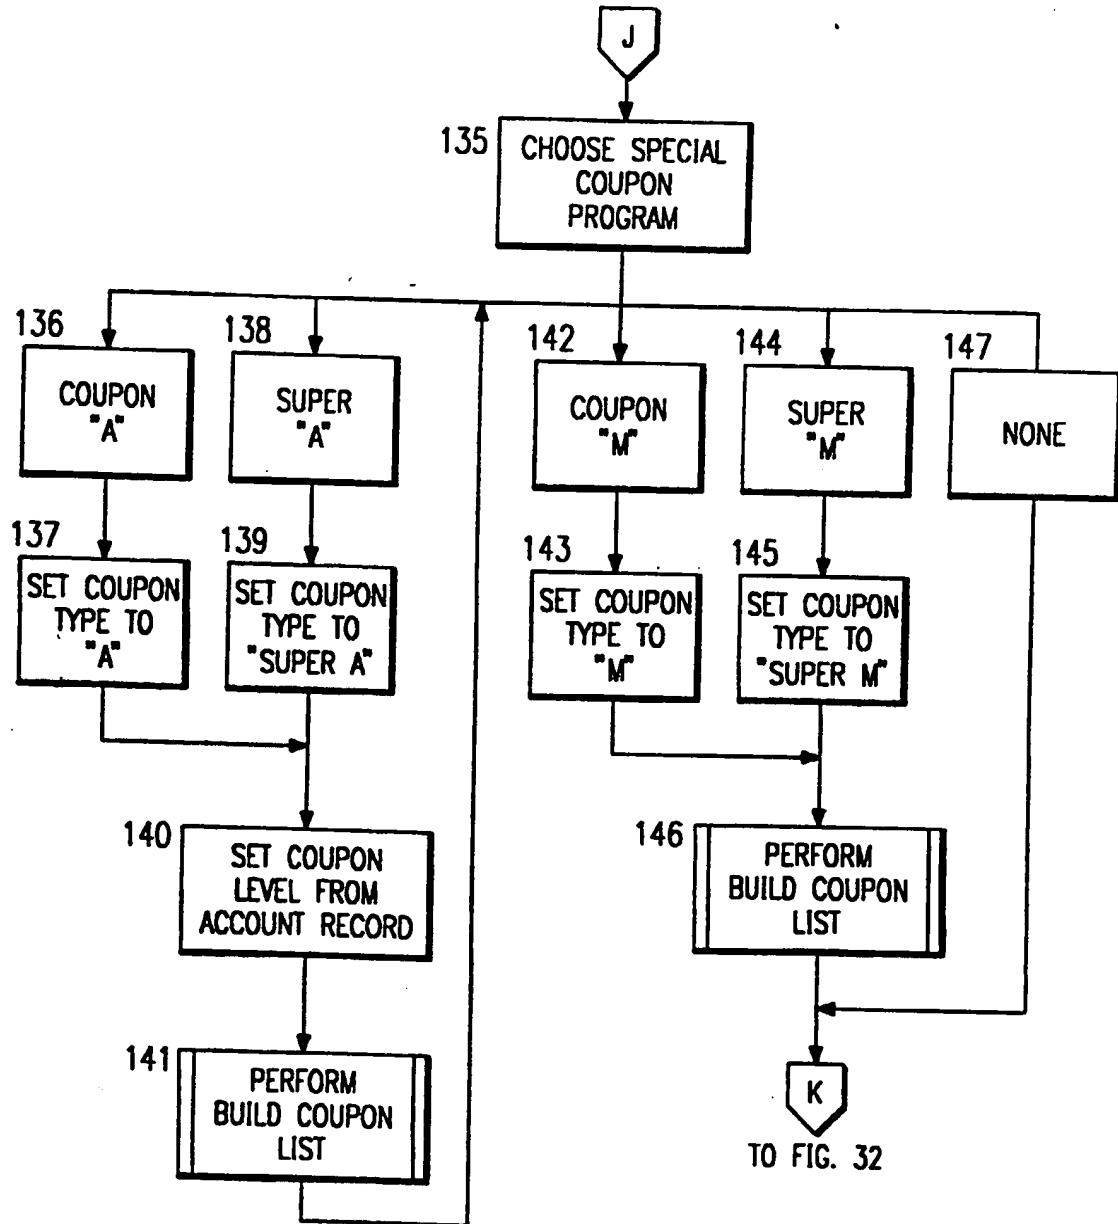 J
135
CHOOSE SPECIAL
COUPON
PROGRAM
136
COUPON
"A"
138
SUPER
"A"
142
COUPON
"M"
144
SUPER
"M"
147
NONE
137
SET COUPON
TYPE TO
"A"
139
SET COUPON
TYPE TO
"SUPER A"
143
SET COUPON
TYPE TO
"M"
145
SET COUPON
TYPE TO
"SUPER M"
140
SET COUPON
LEVEL FROM
ACCOUNT RECORD
146
PERFORM
BUILD COUPON
LIST
141
PERFORM
BUILD COUPON
LIST
K
TO FIG. 32